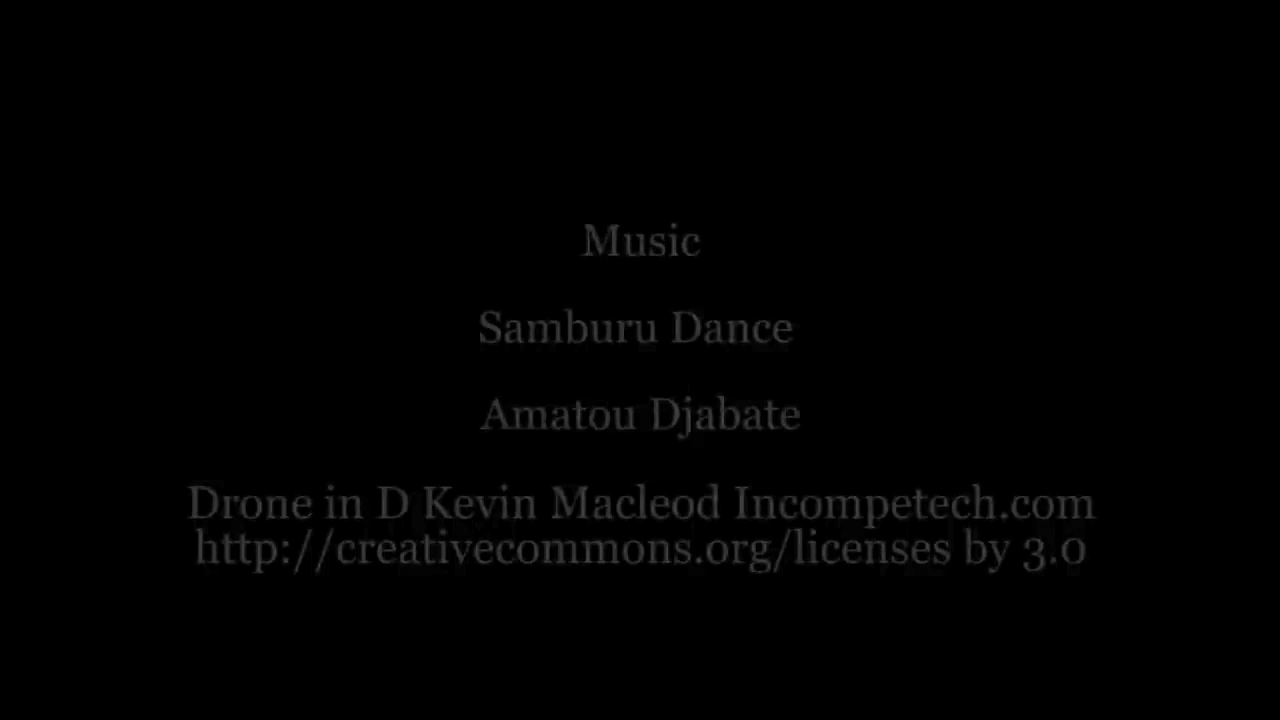 Music
Samburu Dance
Amatou Djabate
Drone in D Kevin Macleod Incompetech.com
http://creativecommons.org/licenses by 3.0